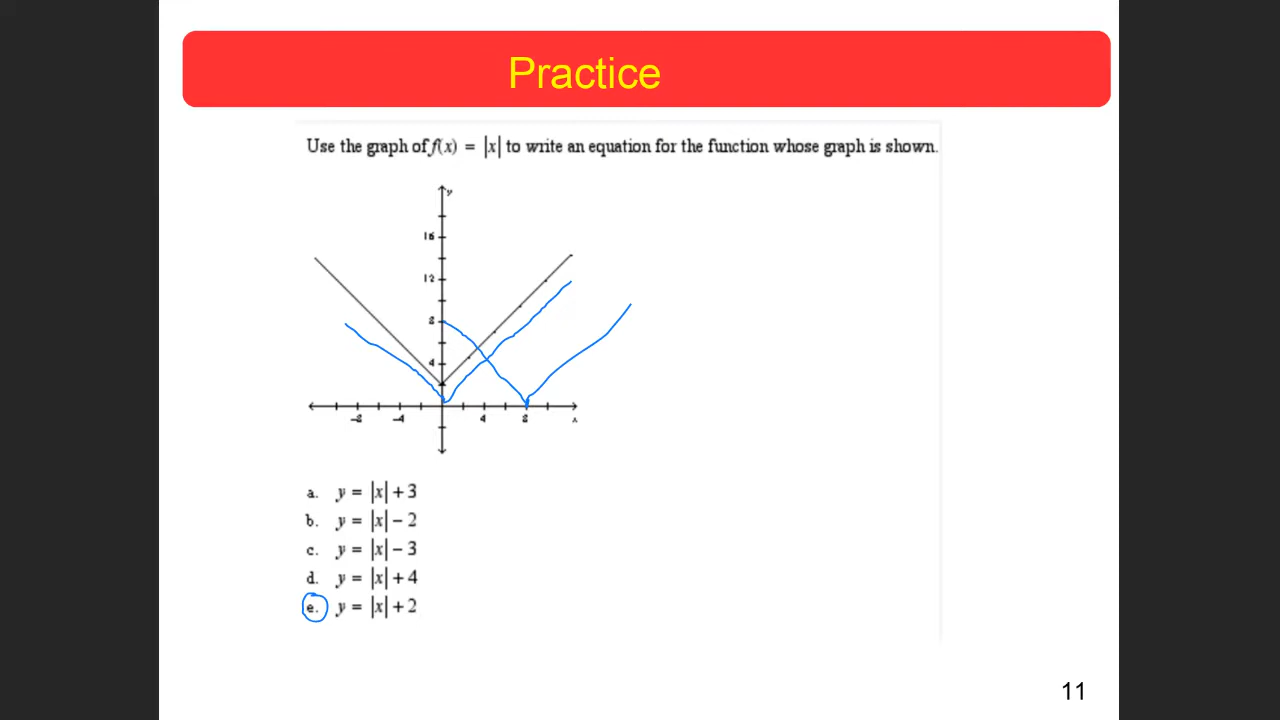 Practice
Use the graph of f(x) = |x| to write an equation for the function whose graph is shown.
y
16
12
8
4
-8 -4 4 8 x
a. y = |x| + 3
b. y = |x| − 2
c. y = |x| − 3
d. y = |x| + 4
e. y = |x| + 2
11